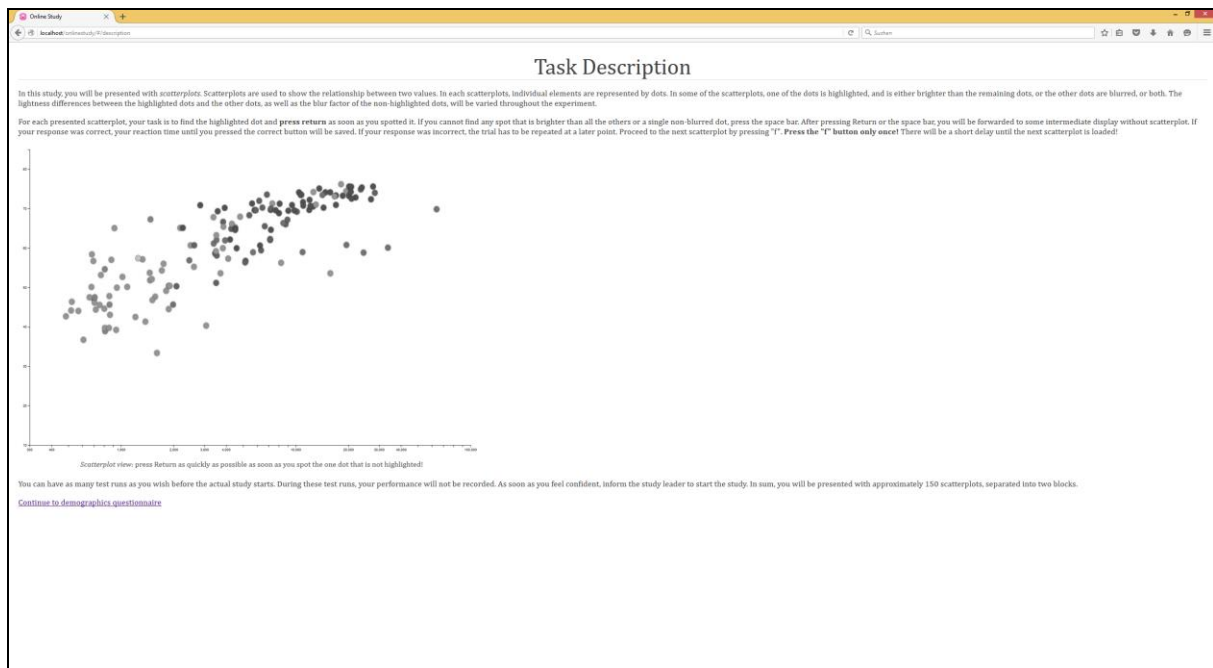 Online Study
localhost/onlinestudy/#/description
Suchen
Task Description
In this study, you will be presented with scatterplots. Scatterplots are used to show the relationship between two values. In each scatterplots, individual elements are represented by dots. In some of the scatterplots, one of the dots is highlighted, and is either brighter than the remaining dots, or the other dots are blurred, or both. The
lightness differences between the highlighted dots and the other dots, as well as the blur factor of the non-highlighted dots, will be varied throughout the experiment.
For each presented scatterplot, your task is to find the highlighted dot and press return as soon as you spotted it. If you cannot find any spot that is brighter than all the others or a single non-blurred dot, press the space bar. After pressing Return or the space bar, you will be forwarded to some intermediate display without scatterplot. If
your response was correct, your reaction time until you pressed the correct button will be saved. If your response was incorrect, the trial has to be repeated at a later point. Proceed to the next scatterplot by pressing "f". Press the "f" button only once! There will be a short delay until the next scatterplot is loaded!
Scatterplot view: press Return as quickly as possible as soon as you spot the one dot that is not highlighted!
You can have as many test runs as you wish before the actual study starts. During these test runs, your performance will not be recorded. As soon as you feel confident, inform the study leader to start the study. In sum, you will be presented with approximately 150 scatterplots, separated into two blocks.
Continue to demographics questionnaire